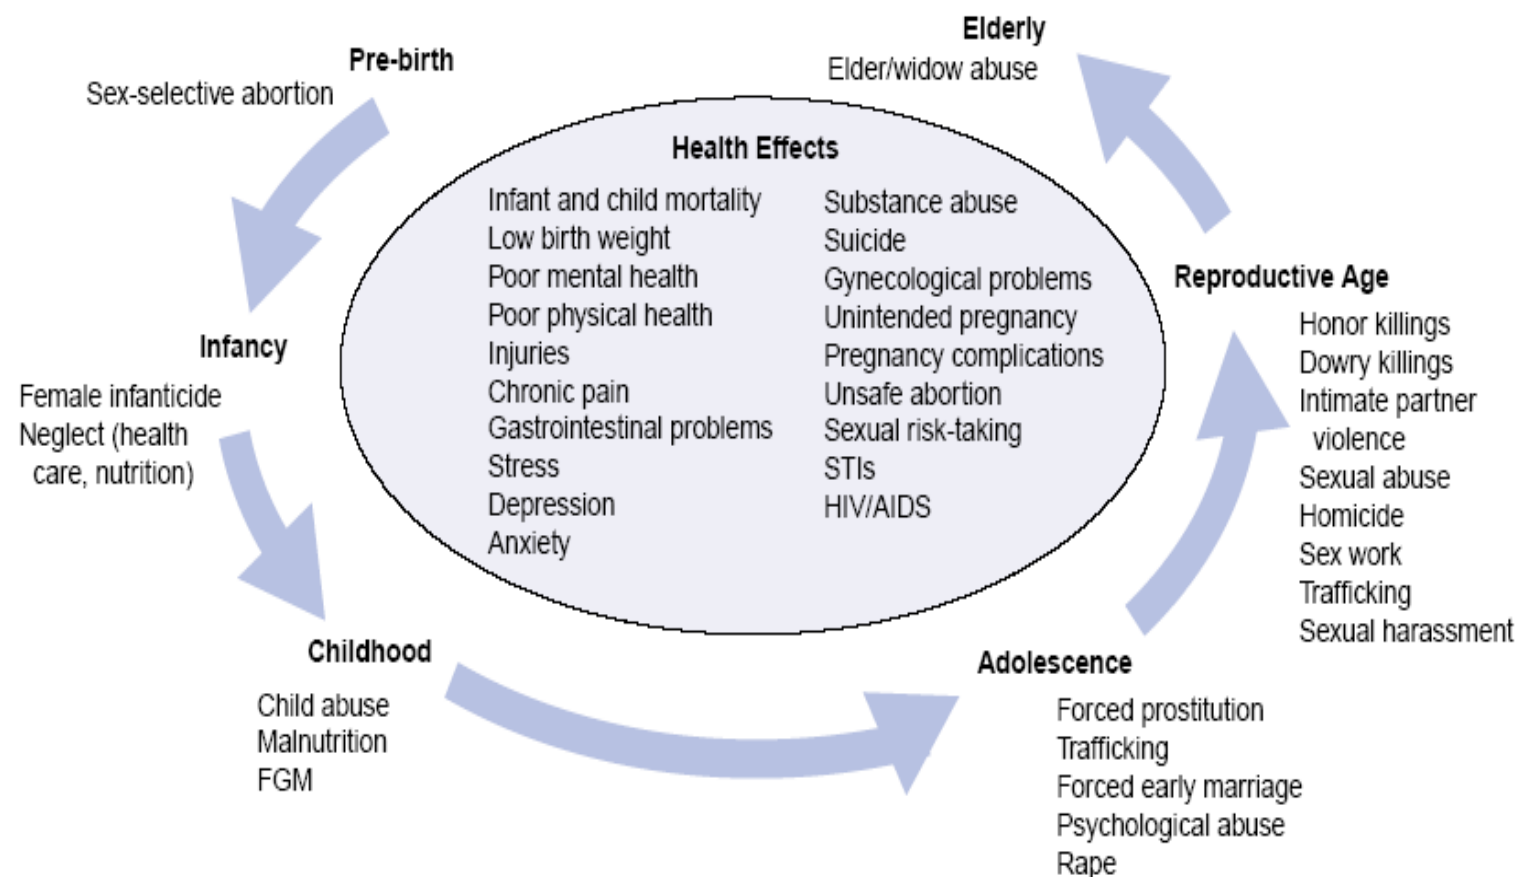 Pre-birth
Sex-selective abortion
Infancy
Female infanticide
Neglect (health
care, nutrition)
Childhood
Child abuse
Malnutrition
FGM
Adolescence
Forced prostitution
Trafficking
Forced early marriage
Psychological abuse
Rape
Reproductive Age
Honor killings
Dowry killings
Intimate partner
violence
Sexual abuse
Homicide
Sex work
Trafficking
Sexual harassment
Elderly
Elder/widow abuse
Health Effects
Infant and child mortality
Low birth weight
Poor mental health
Poor physical health
Injuries
Chronic pain
Gastrointestinal problems
Stress
Depression
Anxiety
Substance abuse
Suicide
Gynecological problems
Unintended pregnancy
Pregnancy complications
Unsafe abortion
Sexual risk-taking
STIs
HIV/AIDS